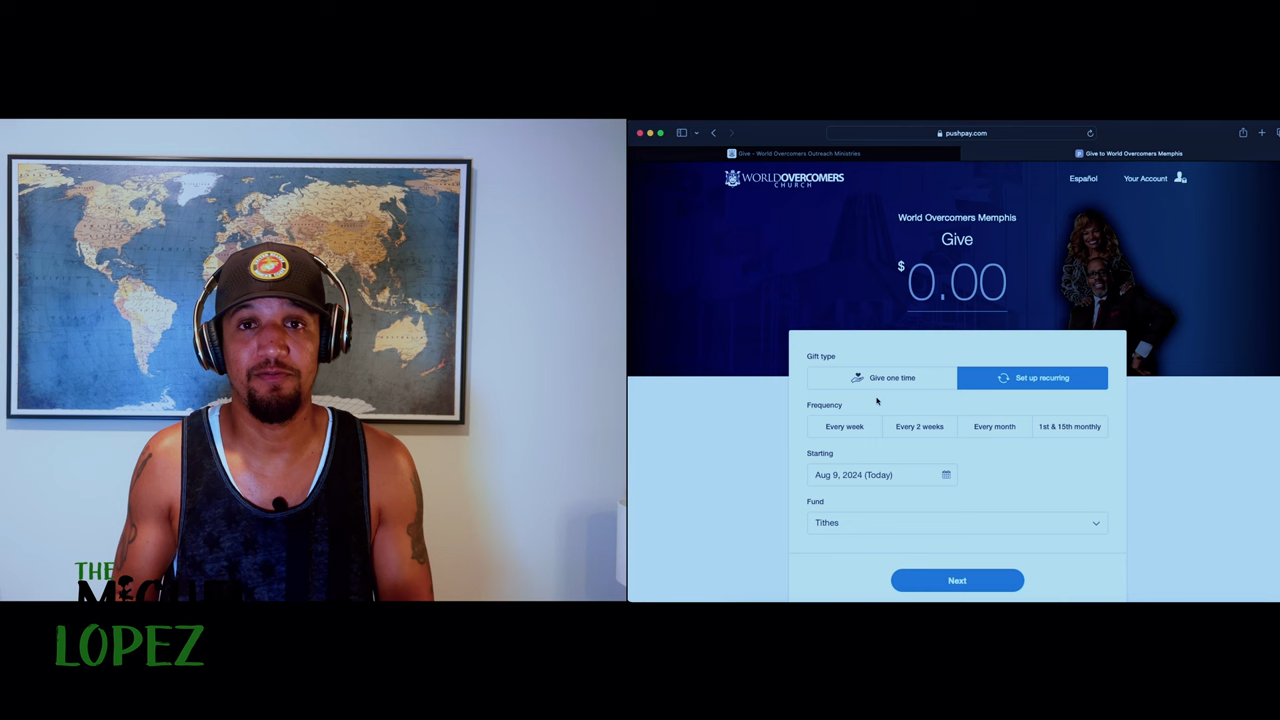 THE
LOPEZ
pushpay.com
Give - World Overcomers Outreach Ministries
Give to World Overcomers Memphis
WORLDOVERCOMERS
CHURCH
Español
Your Account
World Overcomers Memphis
Give
$0.00
Gift type
Give one time
Set up recurring
Frequency
Every week
Every 2 weeks
Every month
1st & 15th monthly
Starting
Aug 9, 2024 (Today)
Fund
Tithes
Next